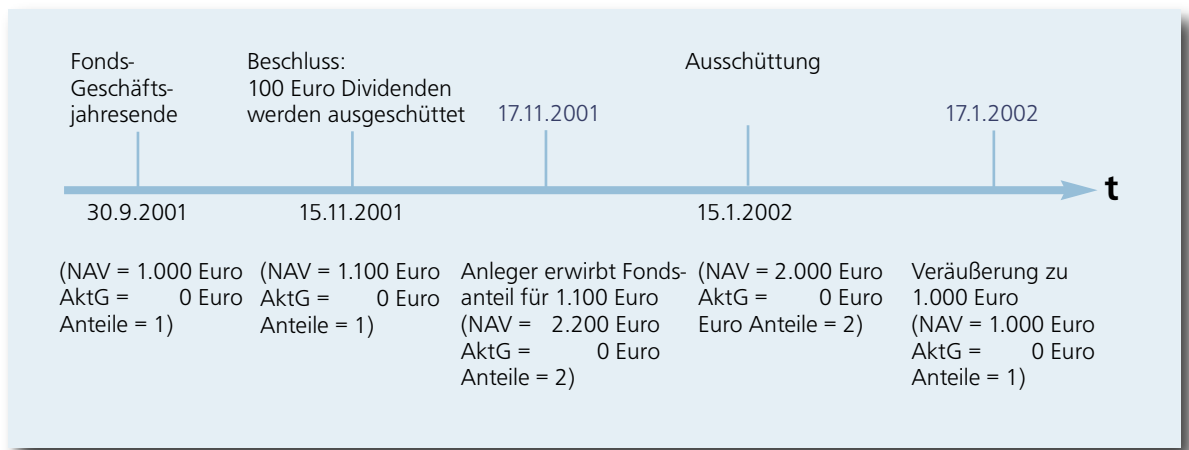 Fonds-
Geschäfts-
jahresende
Beschluss:
100 Euro Dividenden
werden ausgeschüttet
17.11.2001
Ausschüttung
17.1.2002
t
30.9.2001
15.11.2001
15.1.2002
(NAV = 1.000 Euro
AktG = 0 Euro
Anteile = 1)
(NAV = 1.100 Euro
AktG = 0 Euro
Anteile = 1)
Anleger erwirbt Fonds-
anteil für 1.100 Euro
(NAV = 2.200 Euro
AktG = 0 Euro
Anteile = 2)
(NAV = 2.000 Euro
AktG = 0 Euro
Euro Anteile = 2)
Veräußerung zu
1.000 Euro
(NAV = 1.000 Euro
AktG = 0 Euro
Anteile = 1)